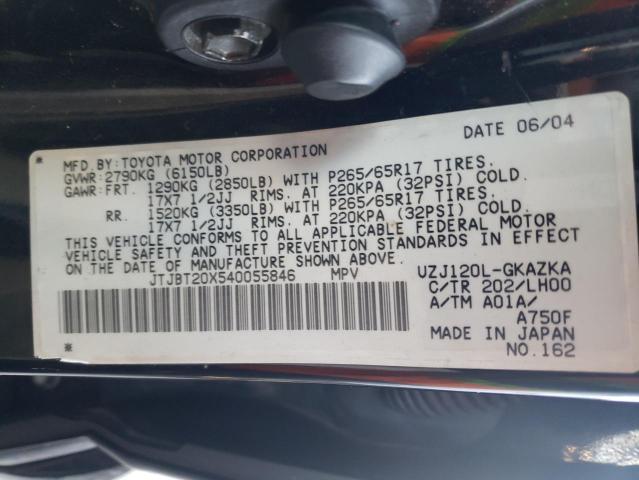 DATE 06/04
MFD. BY: TOYOTA MOTOR CORPORATION
GVWR: 2790KG (6150LB)
GAWR: FRT. 1290KG (2850LB) WITH P265/65R17 TIRES.
17X7 1/2JJ RIMS. AT 220KPA (32PSI) COLD.
RR. 1520KG (3350LB) WITH P265/65R17 TIRES.
17X7 1/2JJ RIMS. AT 220KPA (32PSI) COLD.
THIS VEHICLE CONFORMS TO ALL APPLICABLE FEDERAL MOTOR
VEHICLE SAFETY AND THEFT PREVENTION STANDARDS IN EFFECT
ON THE DATE OF MANUFACTURE SHOWN ABOVE.
* JTJBT20X540055846 MPV VZJ120L-GKAZKA
C/TR 202/LH00
A/TM A01A/
A750F
* MADE IN JAPAN
NO.162